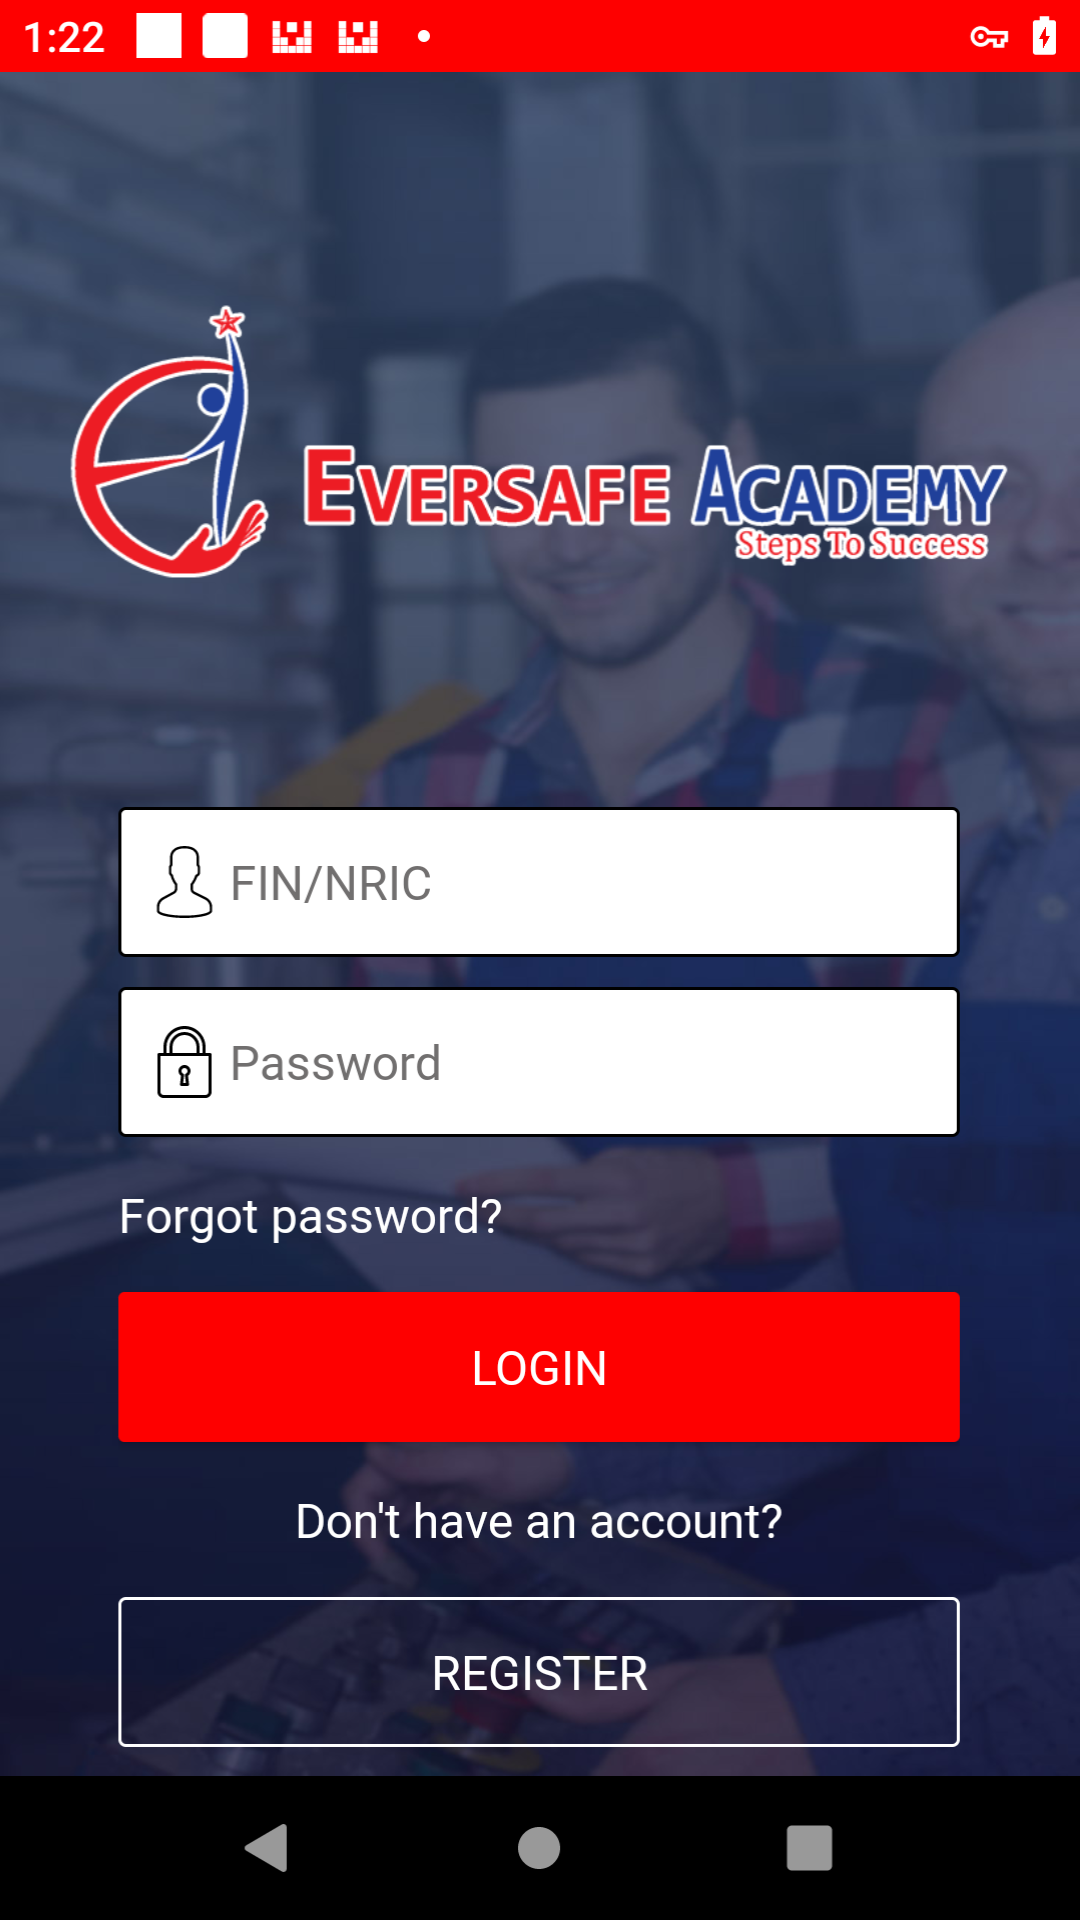 1:22
EVERSAFE ACADEMY
Steps To Success
FIN/NRIC
Password
Forgot password?
LOGIN
Don't have an account?
REGISTER